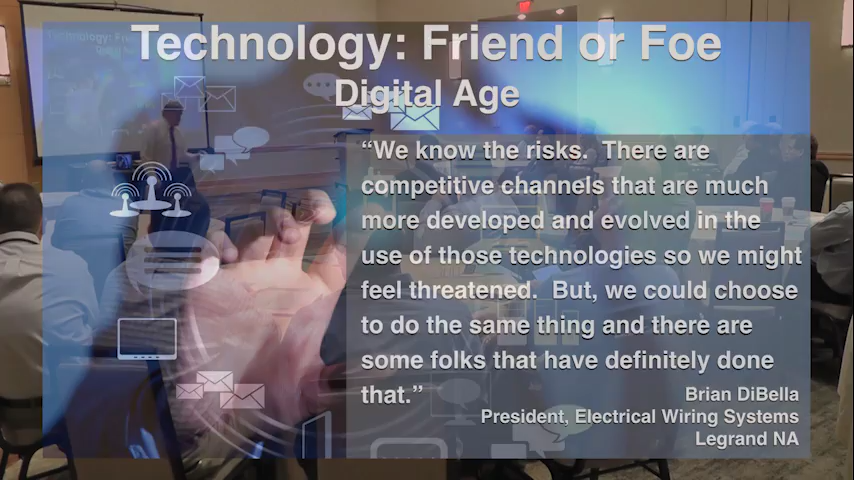 Technology: Friend or Foe
Digital Age
“We know the risks.  There are
competitive channels that are much
more developed and evolved in the
use of those technologies so we might
feel threatened.  But, we could choose
to do the same thing and there are
some folks that have definitely done
that.”
Brian DiBella
President, Electrical Wiring Systems
Legrand NA